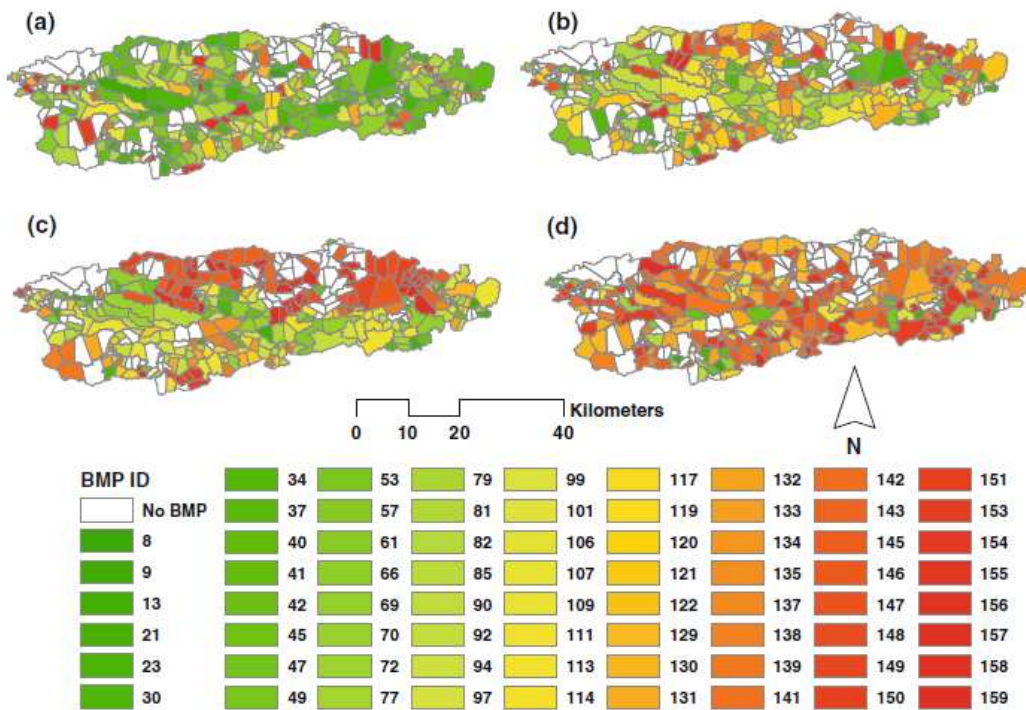 (a) (b)
(c) (d)
Kilometers
0 10 20 40
N
BMP ID 34 53 79 99 117 132 142 151
No BMP 37 57 81 101 119 133 143 153
8 40 61 82 106 120 134 145 154
9 41 66 85 107 121 135 146 155
13 42 69 90 109 122 137 147 156
21 45 70 92 111 129 138 148 157
23 47 72 94 113 130 139 149 158
30 49 77 97 114 131 141 150 159